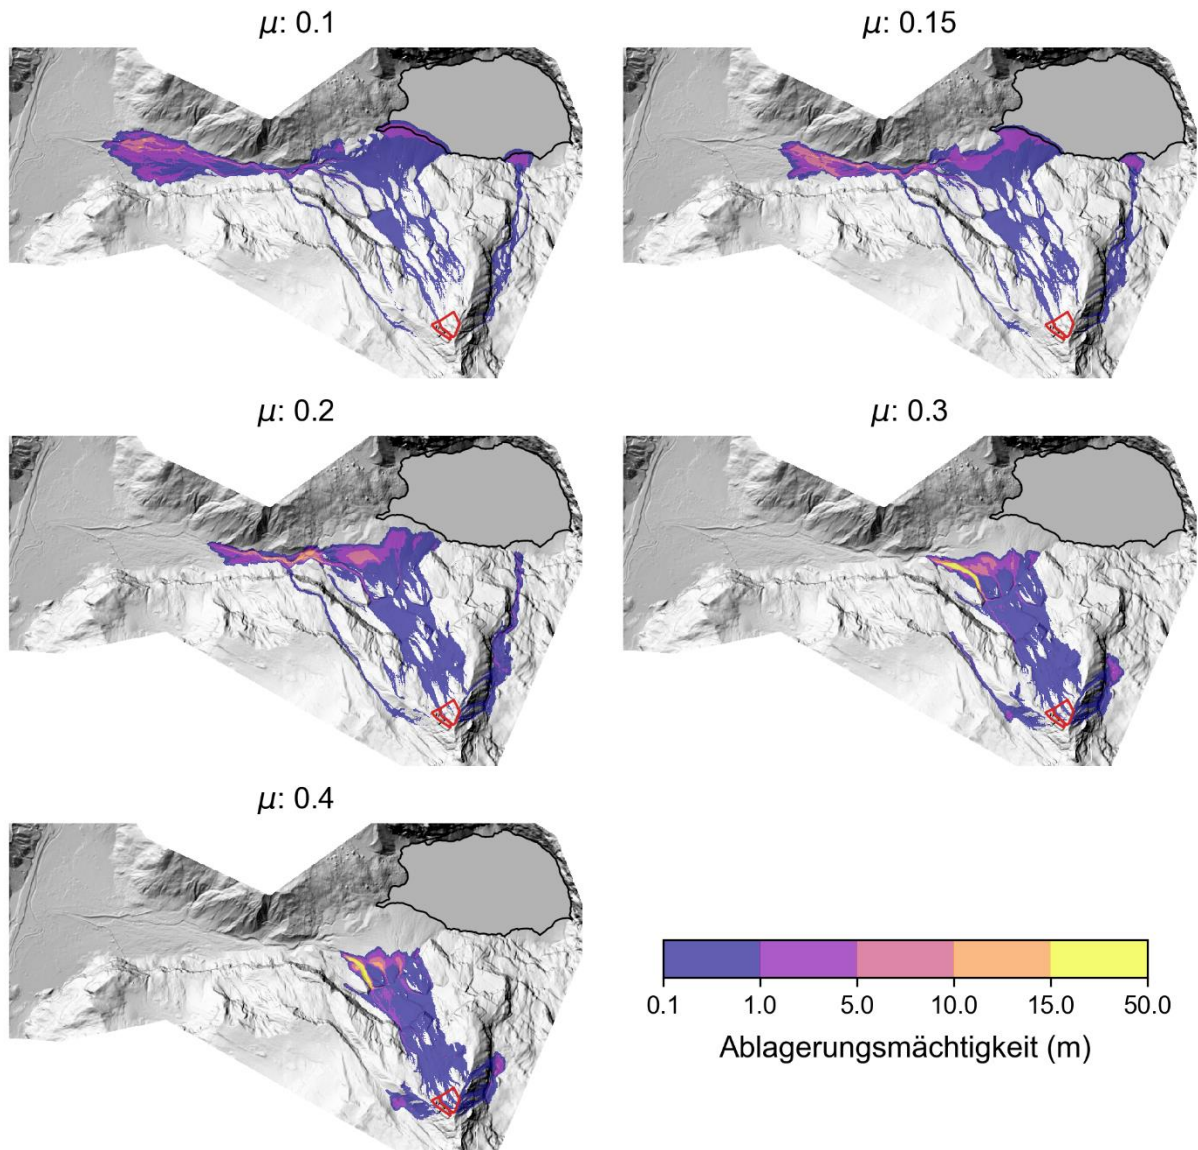 μ: 0.1
μ: 0.15
μ: 0.2
μ: 0.3
μ: 0.4
0.1 1.0 5.0 10.0 15.0 50.0
Ablagerungsmächtigkeit (m)